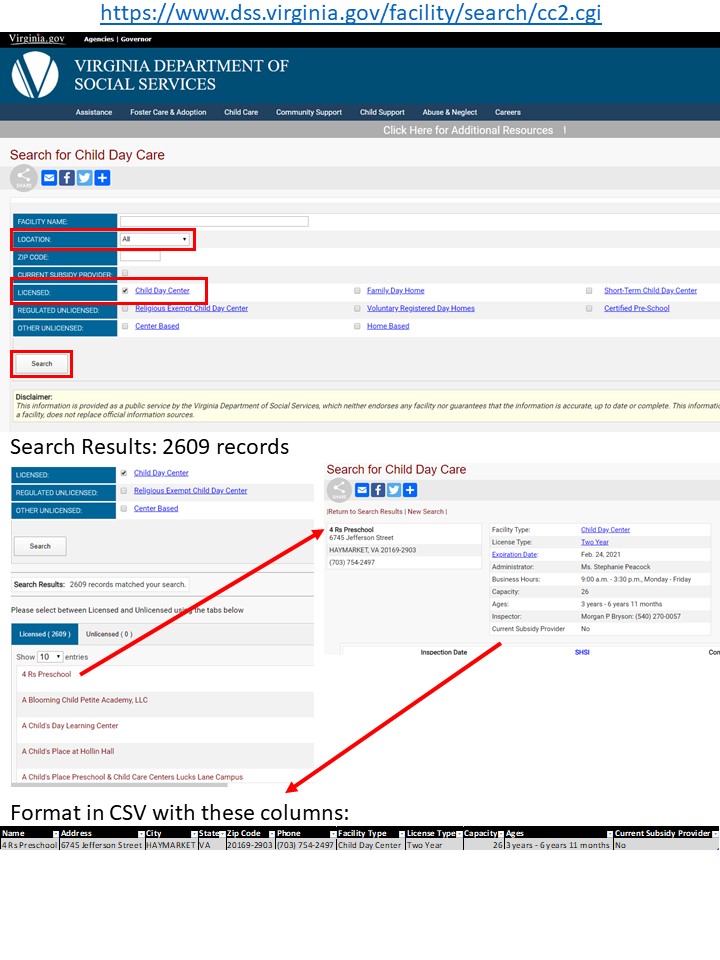 https://www.dss.virginia.gov/facility/search/cc2.cgi
Virginia.gov Agencies | Governor
VIRGINIA DEPARTMENT OF
SOCIAL SERVICES
Assistance Foster Care & Adoption Child Care Community Support Child Support Abuse & Neglect Careers
Click Here for Additional Resources !
Search for Child Day Care
SHARE
FACILITY NAME:
LOCATION: All
ZIP CODE:
CURRENT SUBSIDY PROVIDER:
LICENSED: Child Day Center Family Day Home Short-Term Child Day Center
REGULATED UNLICENSED: Religious Exempt Child Day Center Voluntary Registered Day Homes Certified Pre-School
OTHER UNLICENSED: Center Based Home Based
Search
Disclaimer:
This information is provided as a public service by the Virginia Department of Social Services, which neither endorses any facility nor guarantees that the information is accurate, up to date or complete. This informatio
a facility, does not replace official information sources.
Search Results: 2609 records
LICENSED: Child Day Center
REGULATED UNLICENSED: Religious Exempt Child Day Center
OTHER UNLICENSED: Center Based
Search
Search Results: 2609 records matched your search.
Please select between Licensed and Unlicensed using the tabs below
Licensed ( 2609 ) Unlicensed ( 0 )
Show 10 entries
4 Rs Preschool
A Blooming Child Petite Academy, LLC
A Child's Day Learning Center
A Child's Place at Hollin Hall
A Child's Place Preschool & Child Care Centers Lucks Lane Campus
Search for Child Day Care
SHARE
|Return to Search Results | New Search |
4 Rs Preschool
6745 Jefferson Street
HAYMARKET, VA 20169-2903
(703) 754-2497
Facility Type: Child Day Center
License Type: Two Year
Expiration Date: Feb. 24, 2021
Administrator: Ms. Stephanie Peacock
Business Hours: 9:00 a.m. - 3:30 p.m., Monday - Friday
Capacity: 26
Ages: 3 years - 6 years 11 months
Inspector: Morgan P Bryson: (540) 270-0057
Current Subsidy Provider No
Inspection Date SHSI Con
Format in CSV with these columns:
Name Address City State Zip Code Phone Facility Type License Type Capacity Ages Current Subsidy Provider
4 Rs Preschool 6745 Jefferson Street HAYMARKET VA 20169-2903 (703) 754-2497 Child Day Center Two Year 26 3 years - 6 years 11 months No